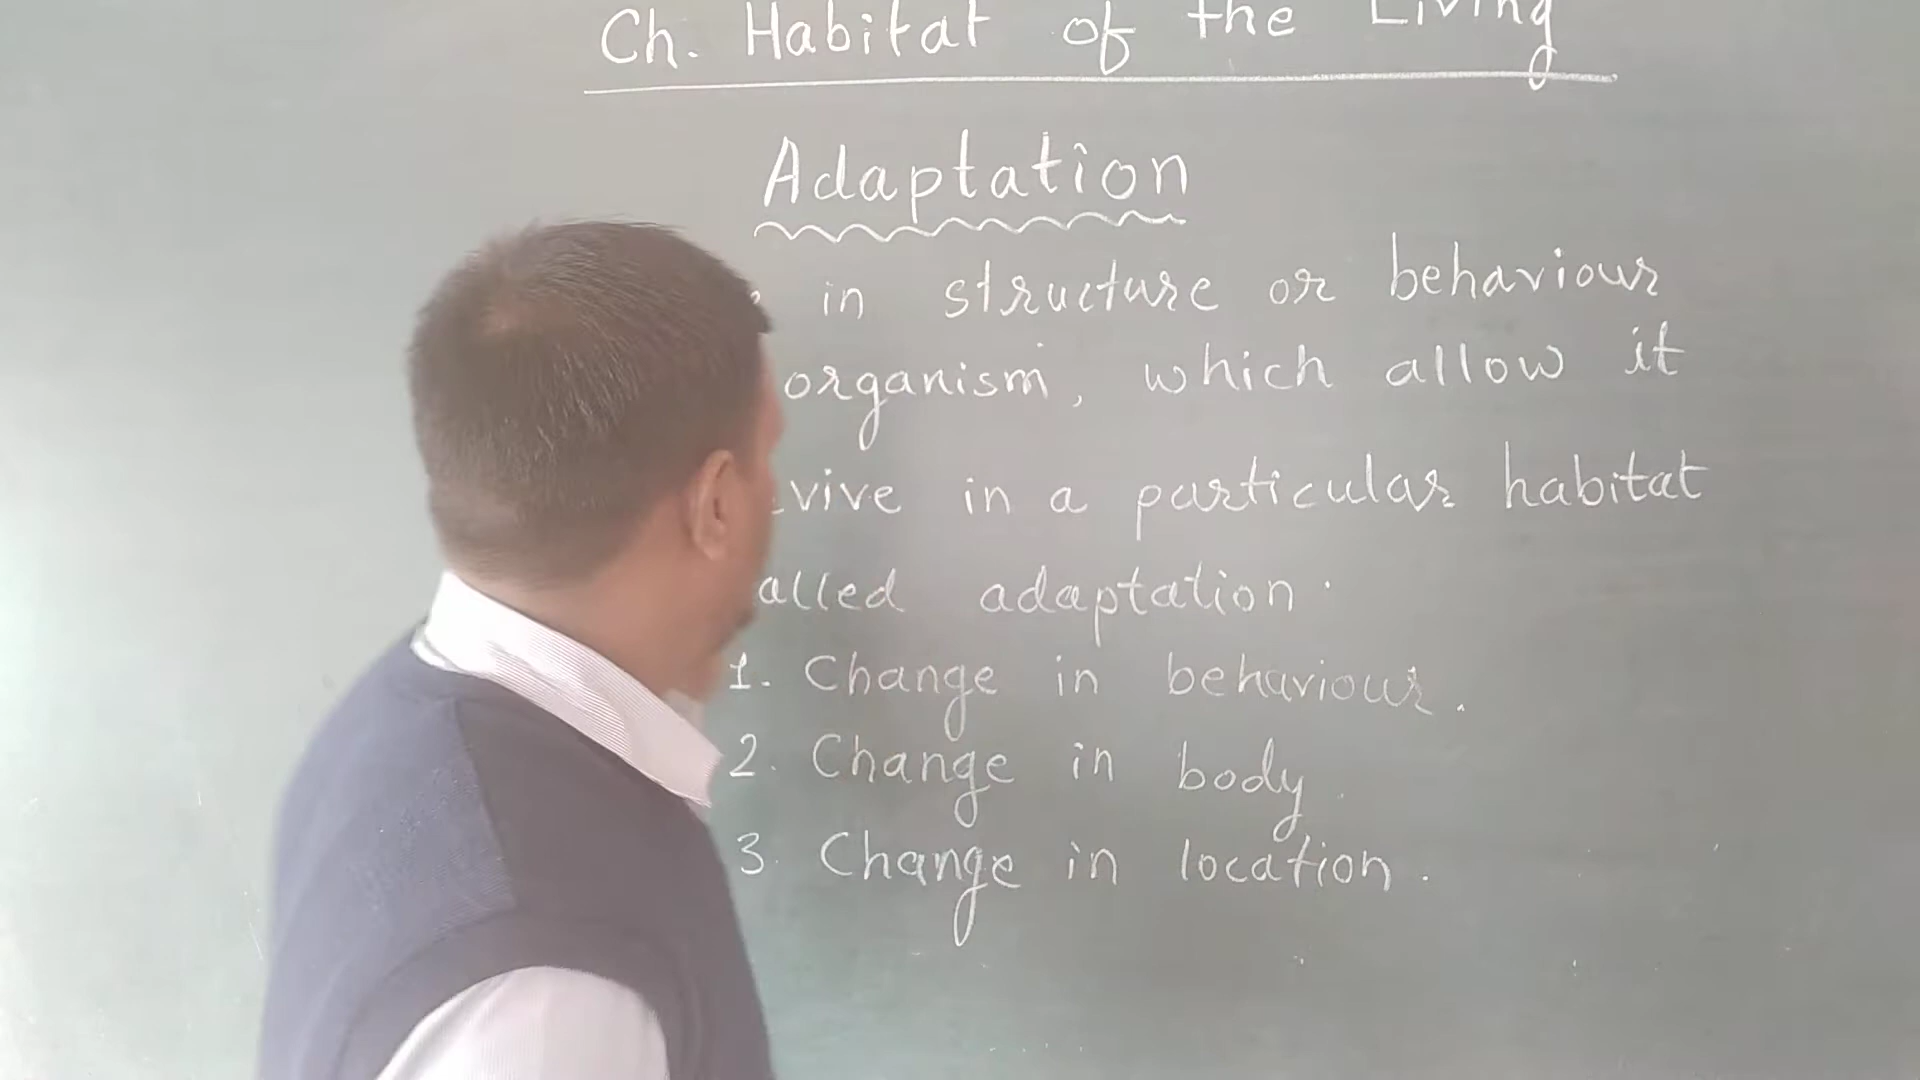 Ch. Habitat of the Living
Adaptation
in structure or behaviour
organism, which allow it
vive in a particular habitat
alled adaptation.
1. Change in behaviour.
2. Change in body.
3. Change in location.